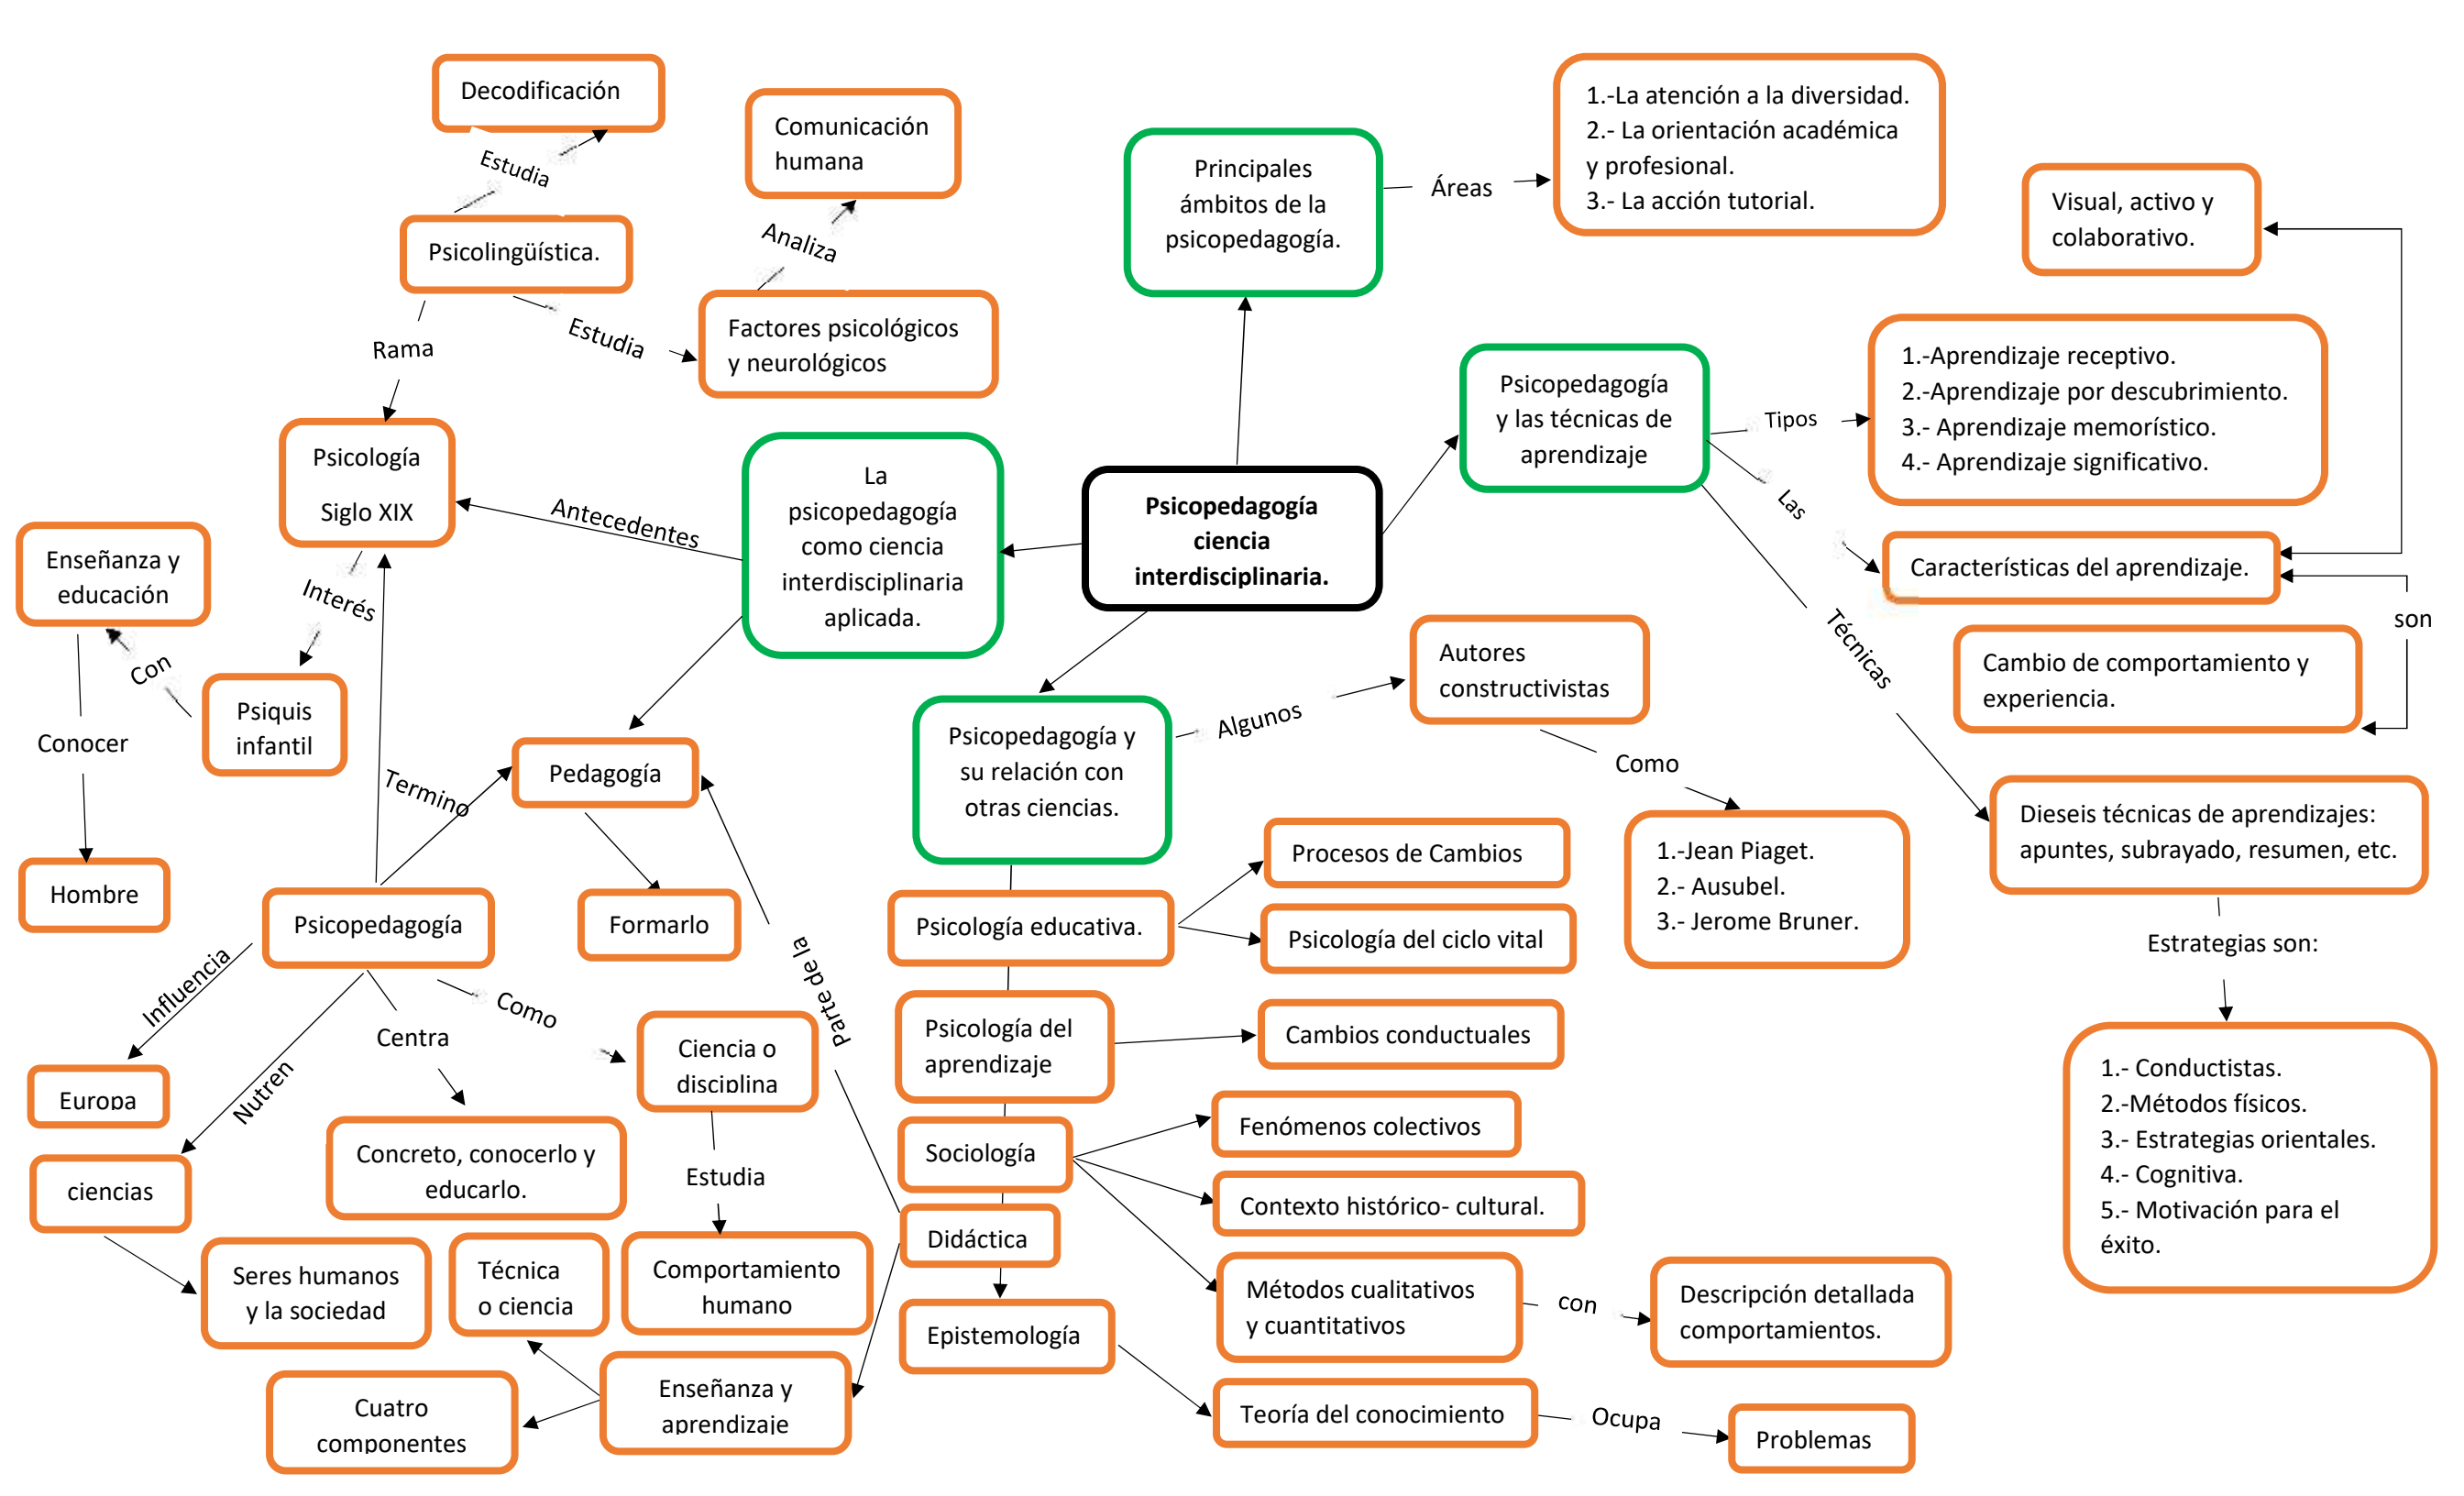 Decodificación
Estudia
Psicolingüística.
Estudia
Comunicación
humana
Analiza
Factores psicológicos
y neurológicos
Rama
Psicología
Siglo XIX
Antecedentes
La
psicopedagogía
como ciencia
interdisciplinaria
aplicada.
Principales
ámbitos de la
psicopedagogía.
Áreas
1.-La atención a la diversidad.
2.- La orientación académica
y profesional.
3.- La acción tutorial.
Visual, activo y
colaborativo.
Psicopedagogía
y las técnicas de
aprendizaje
Tipos
1.-Aprendizaje receptivo.
2.-Aprendizaje por descubrimiento.
3.- Aprendizaje memorístico.
4.- Aprendizaje significativo.
Las
Características del aprendizaje.
son
Cambio de comportamiento y
experiencia.
Técnicas
Psicopedagogía
ciencia
interdisciplinaria.
Enseñanza y
educación
Interés
Con
Psiquis
infantil
Conocer
Hombre
Termino
Pedagogía
Formarlo
Psicopedagogía
Influencia
Europa
Nutren
ciencias
Seres humanos
y la sociedad
Centra
Concreto, conocerlo y
educarlo.
Como
Ciencia o
disciplina
Estudia
Comportamiento
humano
Parte de la
Técnica
o ciencia
Cuatro
componentes
Enseñanza y
aprendizaje
Psicopedagogía y
su relación con
otras ciencias.
Algunos
Autores
constructivistas
Como
1.-Jean Piaget.
2.- Ausubel.
3.- Jerome Bruner.
Psicología educativa.
Procesos de Cambios
Psicología del ciclo vital
Psicología del
aprendizaje
Cambios conductuales
Sociología
Fenómenos colectivos
Contexto histórico- cultural.
Métodos cualitativos
y cuantitativos
con
Descripción detallada
comportamientos.
Didáctica
Epistemología
Teoría del conocimiento
Ocupa
Problemas
Dieseis técnicas de aprendizajes:
apuntes, subrayado, resumen, etc.
Estrategias son:
1.- Conductistas.
2.-Métodos físicos.
3.- Estrategias orientales.
4.- Cognitiva.
5.- Motivación para el
éxito.